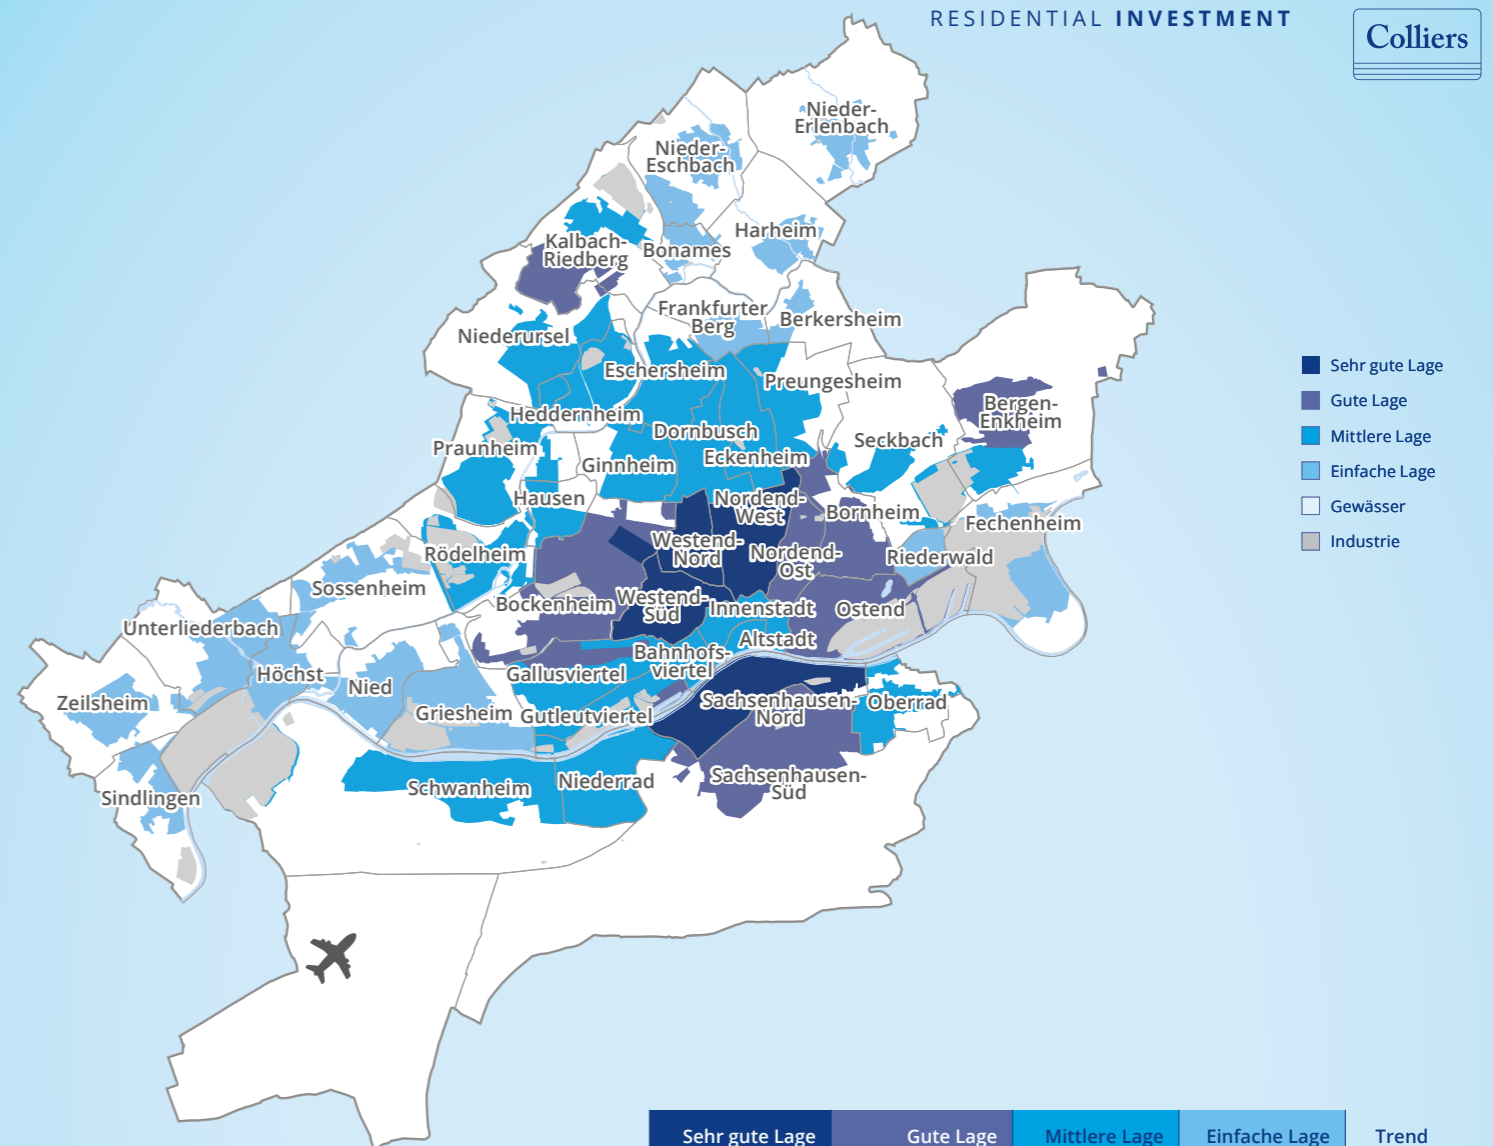 RESIDENTIAL INVESTMENT
Colliers
Nieder-
Erlenbach
Nieder-
Eschbach
Harheim
Kalbach-
Riedberg
Bonames
Frankfurter
Berg
Berkersheim
Niederursel
Eschersheim
Preungesheim
Bergen-
Enkheim
Heddernheim
Dornbusch
Praunheim
Seckbach
Ginnheim
Eckenheim
Hausen
Nordend-
West
Bornheim
Fechenheim
Rödelheim
Westend-
Nord
Nordend-
Ost
Riederwald
Sossenheim
Bockenheim
Westend-
Süd
Innenstadt
Ostend
Unterliederbach
Altstadt
Bahnhofs-
viertel
Höchst
Nied
Gallusviertel
Zeilsheim
Griesheim
Gutleutviertel
Sachsenhausen-
Nord
Oberrad
Sindlingen
Schwanheim
Niederrad
Sachsenhausen-
Süd
Sehr gute Lage
Gute Lage
Mittlere Lage
Einfache Lage
Gewässer
Industrie
Sehr gute Lage Gute Lage Mittlere Lage Einfache Lage Trend